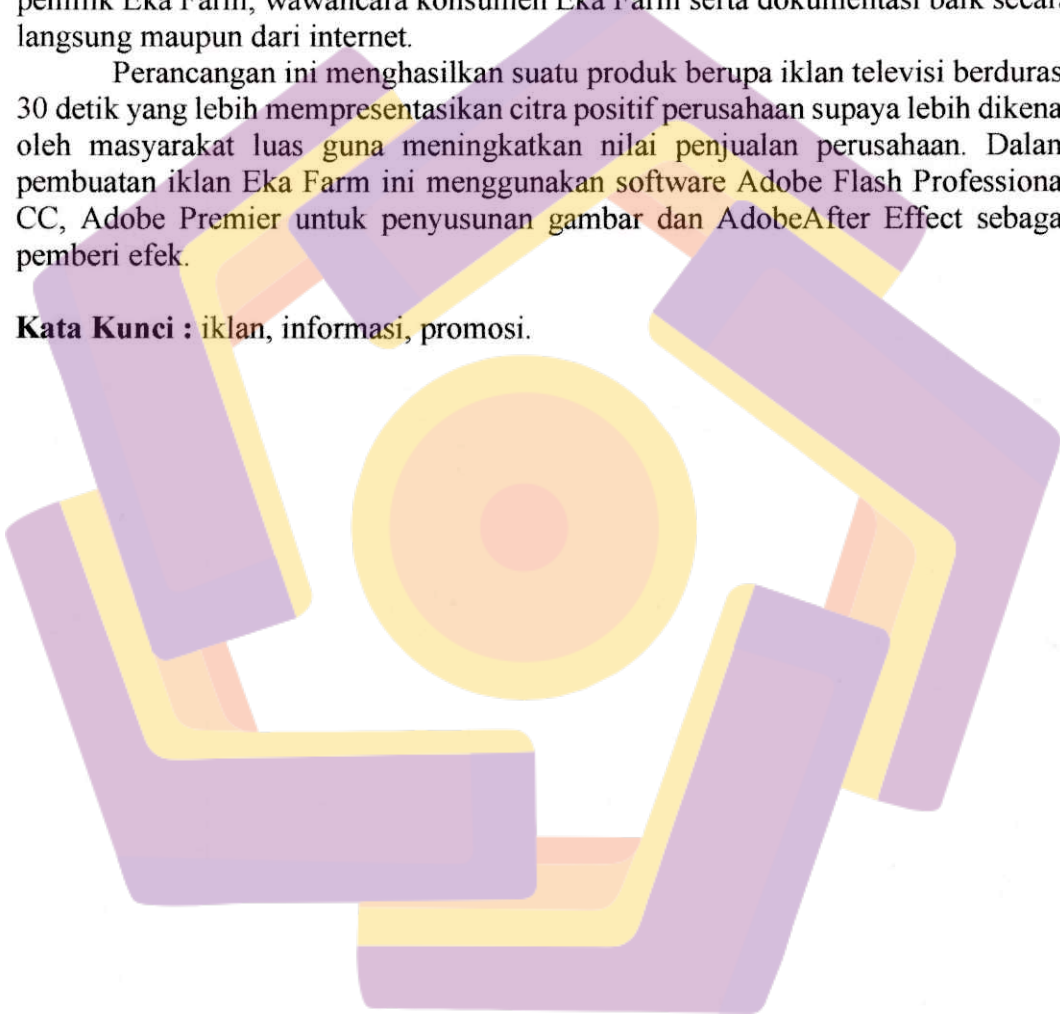 pemilik Eka Farm, wawancara konsumen Eka Farm serta dokumentasi baik secara
langsung maupun dari internet.
Perancangan ini menghasilkan suatu produk berupa iklan televisi berduras
30 detik yang lebih mempresentasikan citra positif perusahaan supaya lebih dikena
oleh masyarakat luas guna meningkatkan nilai penjualan perusahaan. Dalam
pembuatan iklan Eka Farm ini menggunakan software Adobe Flash Professiona
CC, Adobe Premier untuk penyusunan gambar dan AdobeAfter Effect sebaga
pemberi efek.
Kata Kunci : iklan, informasi, promosi.